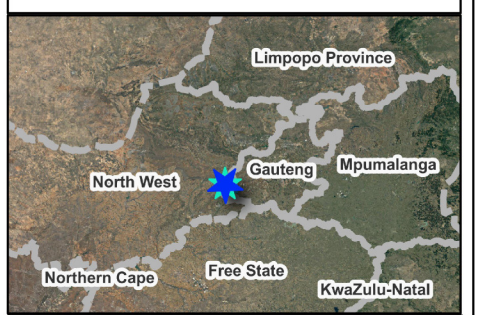 Limpopo Province
Mpumalanga
Gauteng
North West
Free State
Northern Cape
KwaZulu-Natal